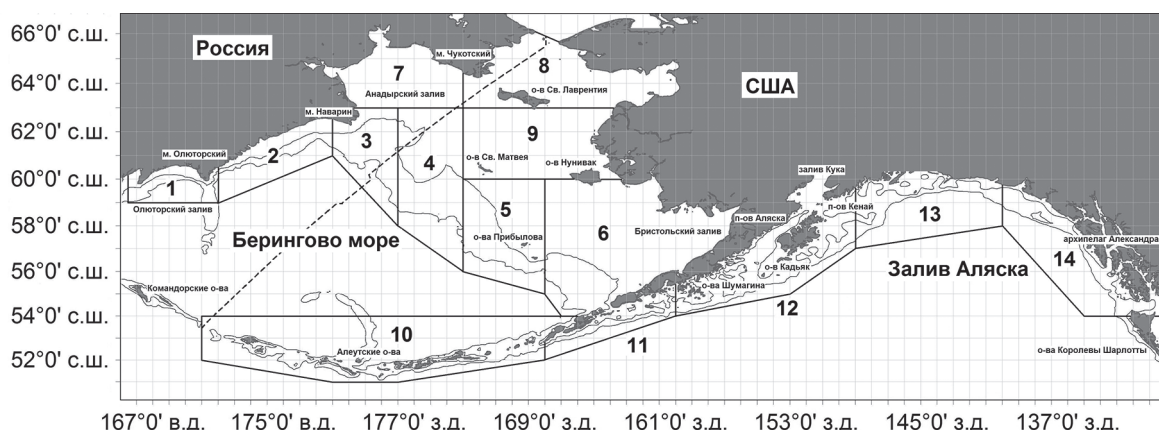 66°0' с.ш.
64°0' с.ш.
62°0' с.ш.
60°0' с.ш.
58°0' с.ш.
56°0' с.ш.
54°0' с.ш.
52°0' с.ш.
Россия
м. Чукотский
7
8
Анадырский залив
о-в Св. Лаврентия
США
м. Наварин
3
9
2
4
м. Олюторский
о-в Св. Матвея
о-в Нунивак
1
Олюторский залив
залив Кука
5
6
п-ов Аляска
п-ов Кенай
13
Берингово море
о-ва Прибылова
Бристольский залив
архипелаг Александра
14
о-в Кадьяк
Залив Аляска
Командорские о-ва
о-ва Шумагина
12
10
11
Алеутские о-ва
о-ва Королевы Шарлотты
167°0' в.д.
175°0' в.д.
177°0' з.д.
169°0' з.д.
161°0' з.д.
153°0' з.д.
145°0' з.д.
137°0' з.д.